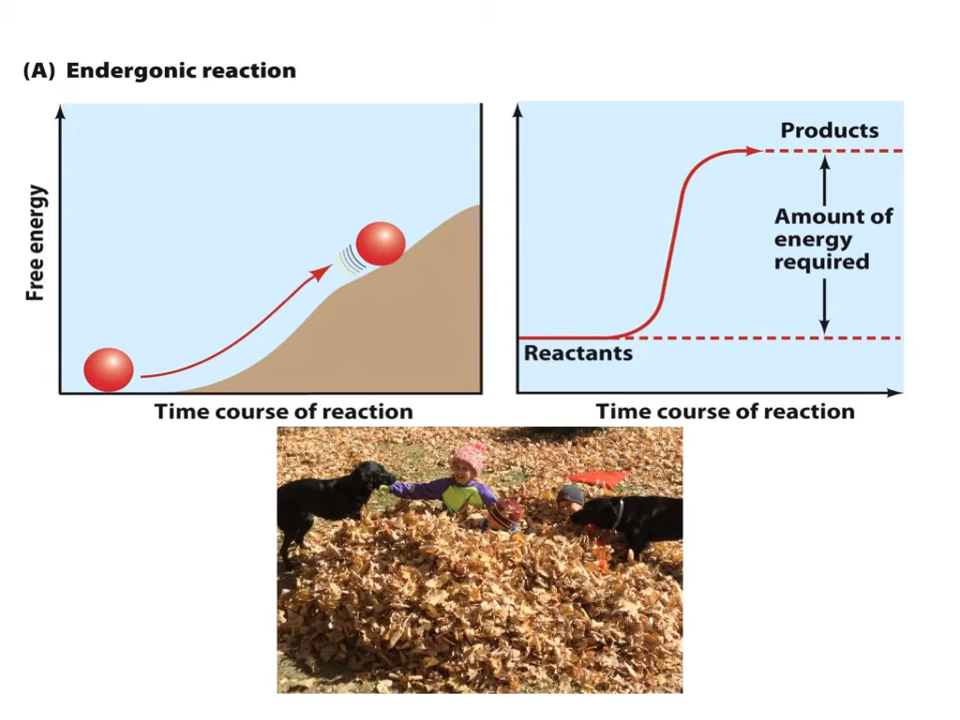 (A) Endergonic reaction
Free energy
Time course of reaction
Products
Amount of
energy
required
Reactants
Time course of reaction